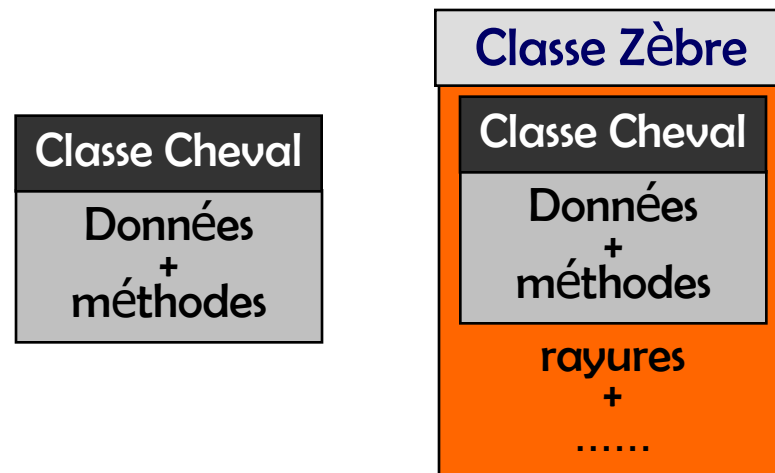 Classe Cheval
Données
+
méthodes
Classe Zèbre
Classe Cheval
Données
+
méthodes
rayures
+
......